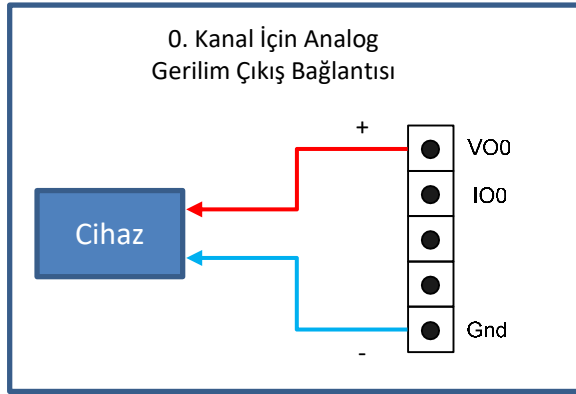 0. Kanal İçin Analog
Gerilim Çıkış Bağlantısı
+
VO0
IO0
Cihaz
Gnd
-